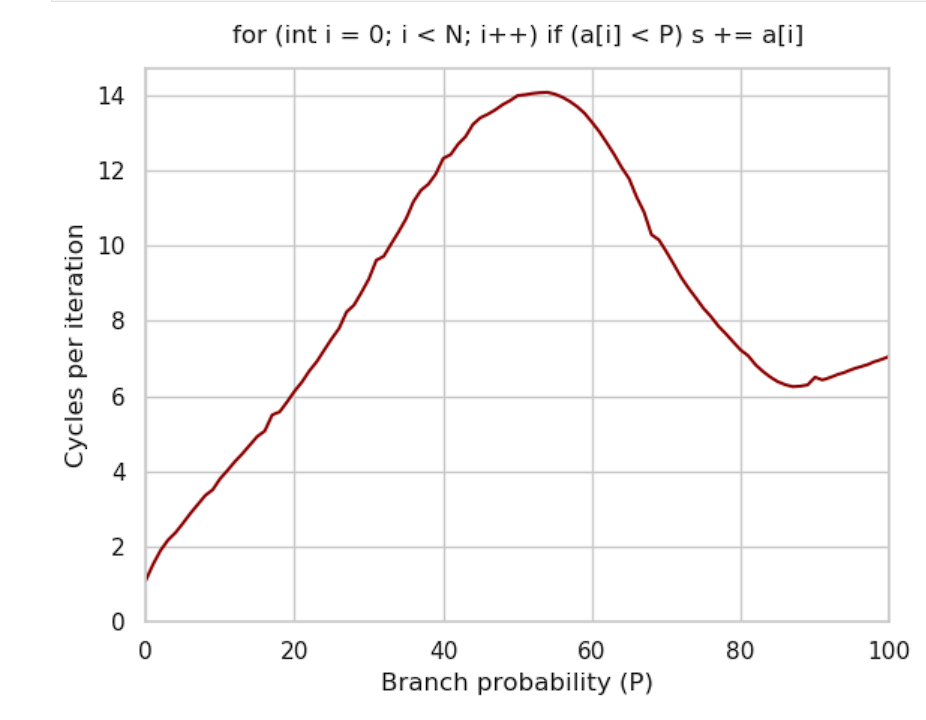 for (int i = 0; i < N; i++) if (a[i] < P) s += a[i]
14
12
10
8
6
4
2
0
Cycles per iteration
0 20 40 60 80 100
Branch probability (P)